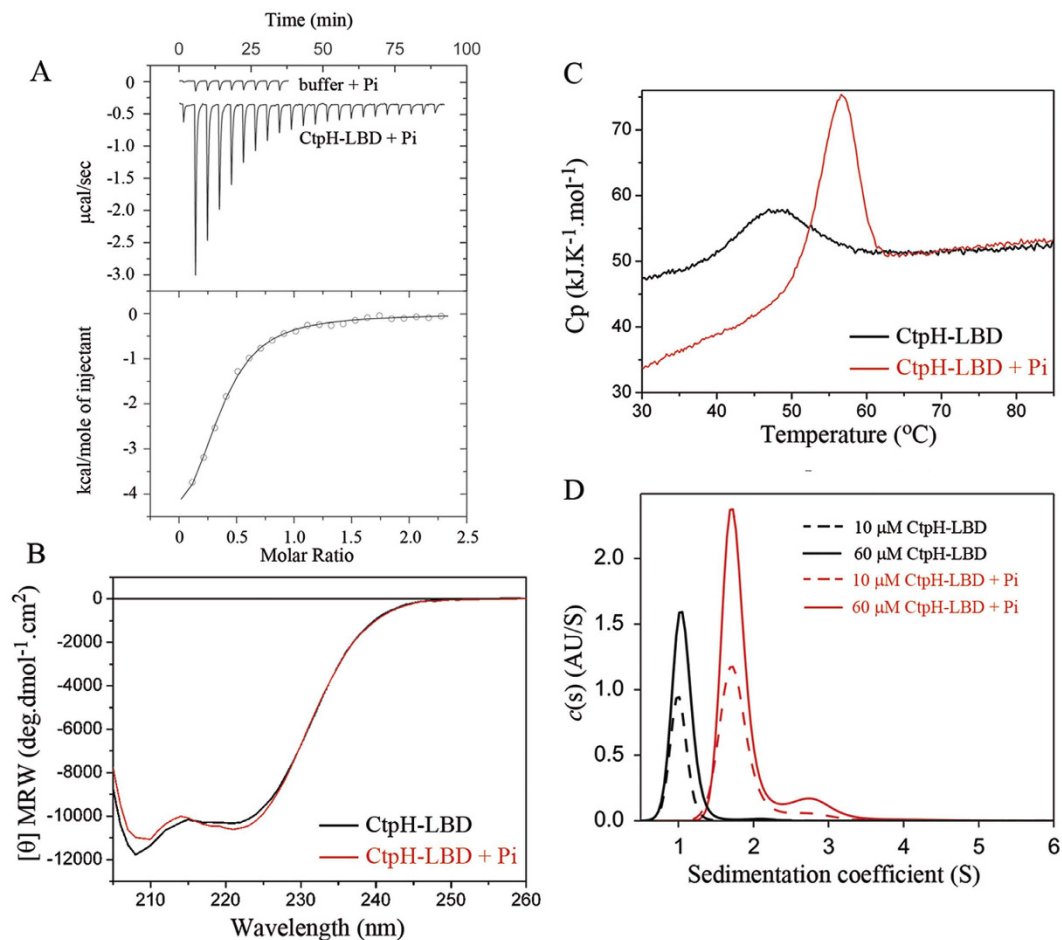 Time (min)
0 20 40 60 80 100
A
0
-0.5
-1.0
-1.5
-2.0
-2.5
-3.0
µcal/sec
buffer + Pi
CtpH-LBD + Pi
0
-1
-2
-3
-4
kcal/mole of injectant
0 0.5 1.0 1.5 2.0 2.5
Molar Ratio
B
0
-2000
-4000
-6000
-8000
-10000
-12000
[θ] MRW (deg.dmol⁻¹.cm²)
CtpH-LBD
CtpH-LBD + Pi
210 220 230 240 250 260
Wavelength (nm)
C
70
60
50
40
30
Cp (kJ.K⁻¹.mol⁻¹)
CtpH-LBD
CtpH-LBD + Pi
30 40 50 60 70 80
Temperature (°C)
D
2.0
1.5
1.0
0.5
0.0
c(s) (AU/S)
10 µM CtpH-LBD
60 µM CtpH-LBD
10 µM CtpH-LBD + Pi
60 µM CtpH-LBD + Pi
1 2 3 4 5 6
Sedimentation coefficient (S)